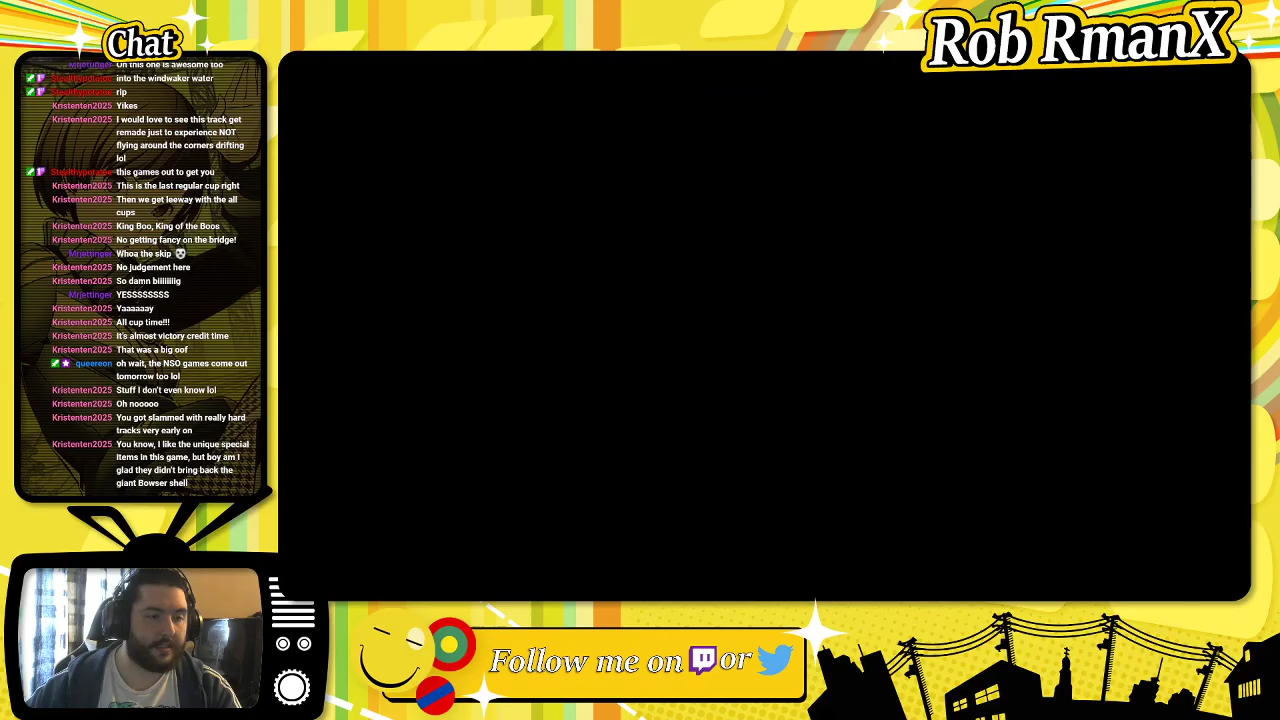 Chat
Rob RmanX
Mrjettinger Oh this one is awesome too
into the windwaker water
rip
Kristenten2025 Yikes
Kristenten2025 I would love to see this track get
remade just to experience NOT
flying around the corners drifting
lol
this games out to get you
Kristenten2025 This is the last regular cup right
Kristenten2025 Then we get leeway with the all
cups
Kristenten2025 King Boo, King of the Boos
Kristenten2025 No getting fancy on the bridge!
Mrjettinger Whoa the skip
Kristenten2025 No judgement here
Kristenten2025 So damn biiiiiiiig
Mrjettinger YESSSSSSSS
Kristenten2025 Yaaaaaay
Kristenten2025 All cup time!!!
Kristenten2025 It's almost victory credit time
Kristenten2025 That was a big oof
queereon oh wait, the NSO games come out
tomorrow too lol
Kristenten2025 Stuff I don't even know lol
Kristenten2025 Oh nooooo
Kristenten2025 You got slammed with really hard
tracks very early on
Kristenten2025 You know, I like the unique special
items in this game, but boy am I
glad they didn't bring back the
giant Bowser shell
Follow me on or